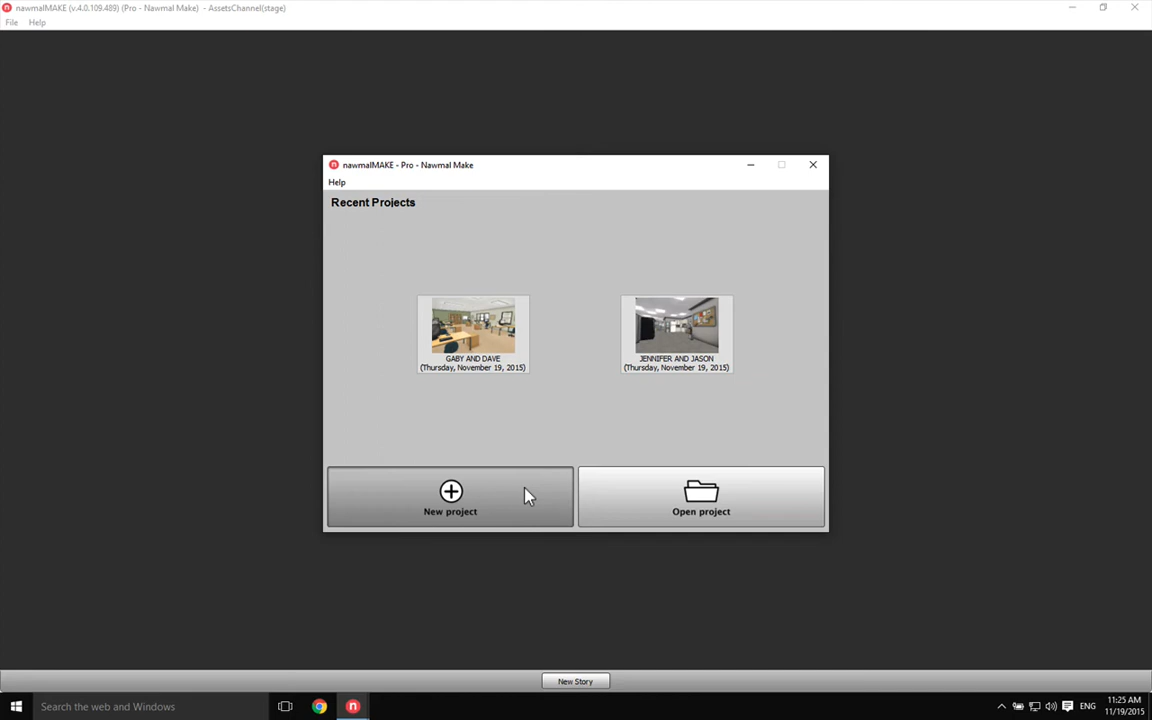 nawmalMAKE (v.4.0.109.489) (Pro - Nawmal Make) - AssetsChannel(stage)
File Help
nawmalMAKE - Pro - Nawmal Make
Help
Recent Projects
GABY AND DAVE
(Thursday, November 19, 2015)
JENNIFER AND JASON
(Thursday, November 19, 2015)
New project
Open project
New Story
Search the web and Windows
ENG
11:25 AM
11/19/2015